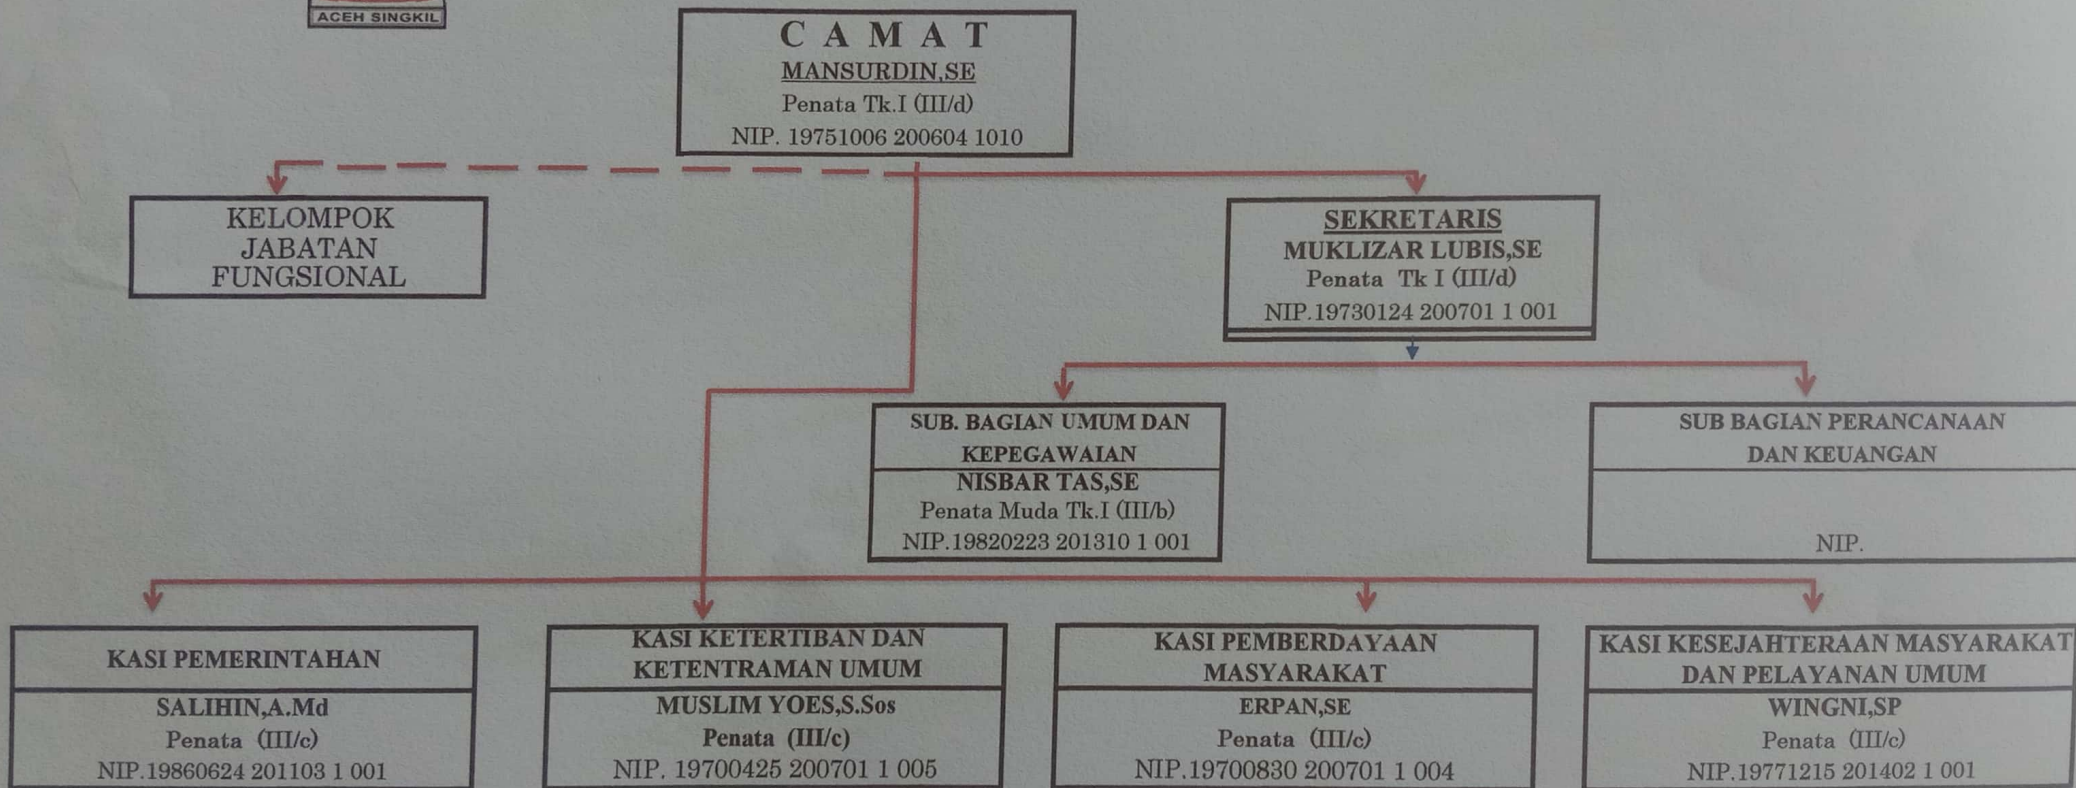 ACEH SINGKIL
C A M A T
MANSURDIN,SE
Penata Tk.I (III/d)
NIP. 19751006 200604 1010
KELOMPOK
JABATAN
FUNGSIONAL
SEKRETARIS
MUKLIZAR LUBIS,SE
Penata Tk I (III/d)
NIP.19730124 200701 1 001
SUB. BAGIAN UMUM DAN
KEPEGAWAIAN
NISBAR TAS,SE
Penata Muda Tk.I (III/b)
NIP.19820223 201310 1 001
SUB BAGIAN PERANCANAAN
DAN KEUANGAN
NIP.
KASI PEMERINTAHAN
SALIHIN,A.Md
Penata (III/c)
NIP.19860624 201103 1 001
KASI KETERTIBAN DAN
KETENTRAMAN UMUM
MUSLIM YOES,S.Sos
Penata (III/c)
NIP. 19700425 200701 1 005
KASI PEMBERDAYAAN
MASYARAKAT
ERPAN,SE
Penata (III/c)
NIP.19700830 200701 1 004
KASI KESEJAHTERAAN MASYARAKAT
DAN PELAYANAN UMUM
WINGNI,SP
Penata (III/c)
NIP.19771215 201402 1 001